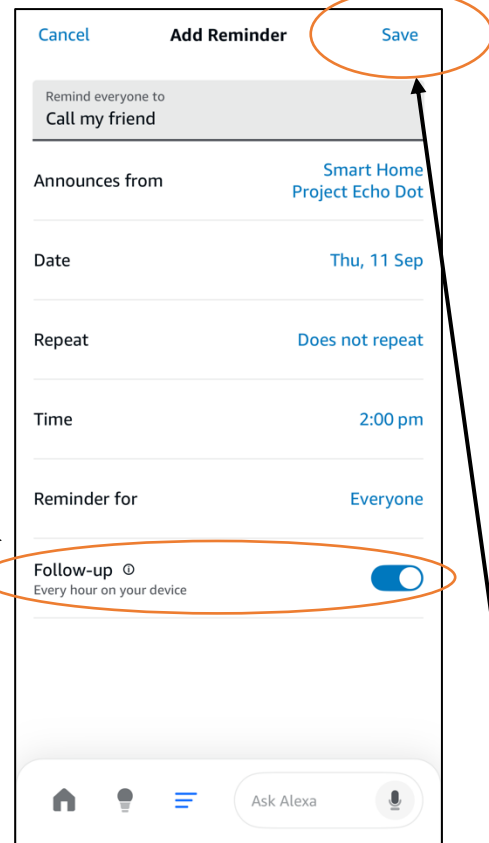 Cancel Add Reminder Save
Remind everyone to
Call my friend
Announces from Smart Home
Project Echo Dot
Date Thu, 11 Sep
Repeat Does not repeat
Time 2:00 pm
Reminder for Everyone
Follow-up
Every hour on your device
Ask Alexa